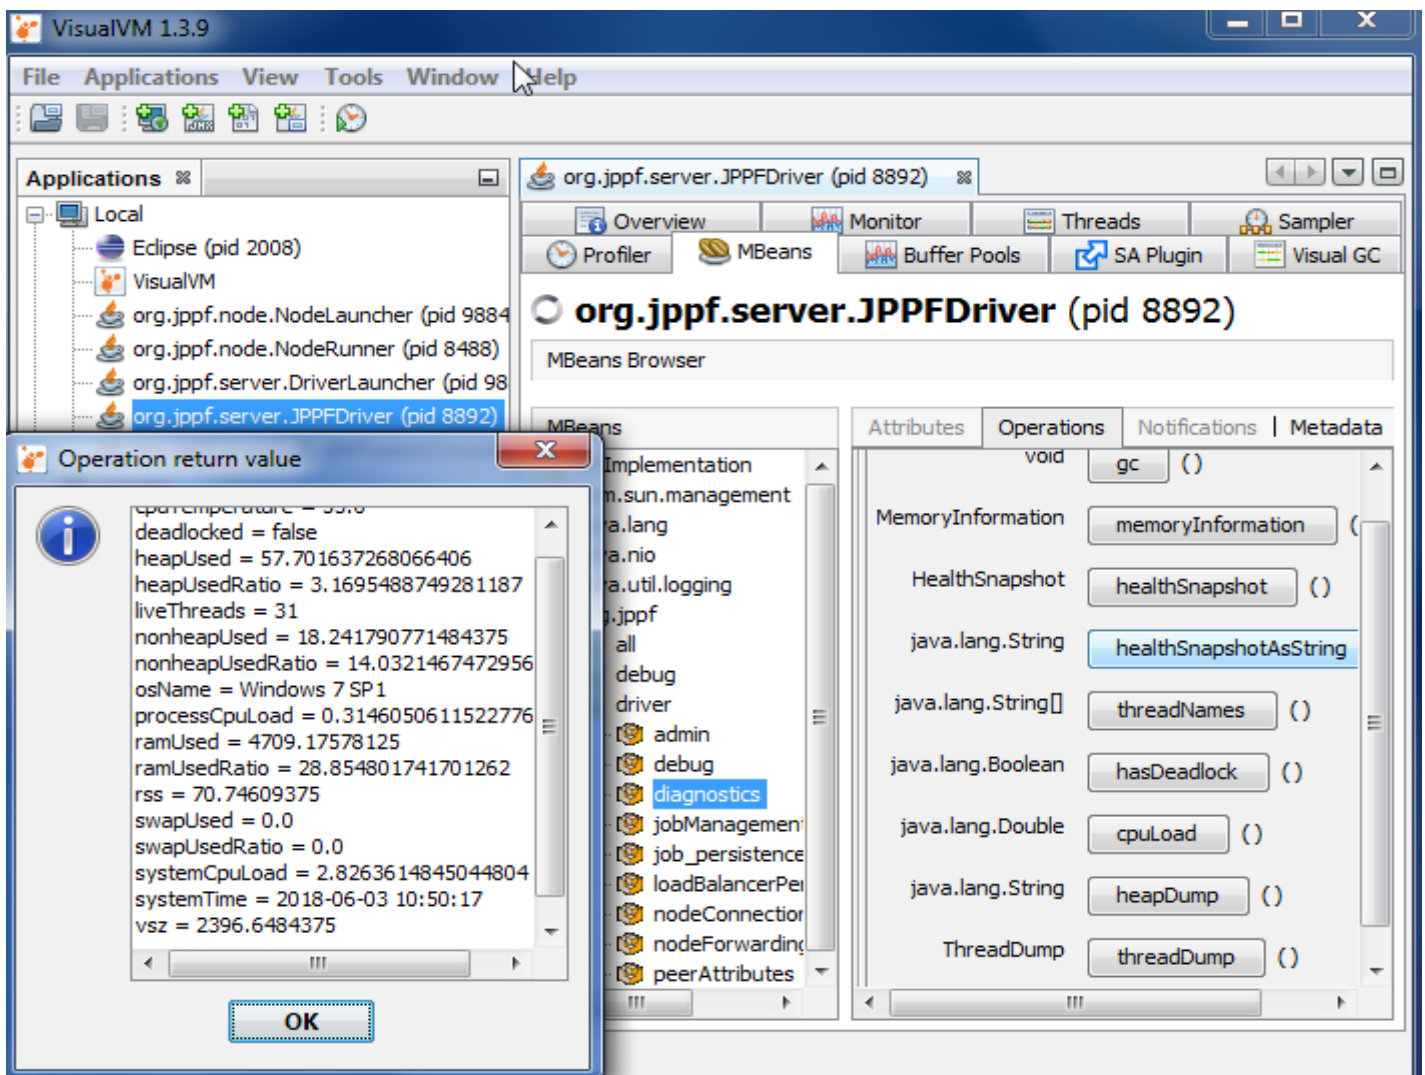 VisualVM 1.3.9
File Applications View Tools Window Help
Applications
Local
Eclipse (pid 2008)
VisualVM
org.jppf.node.NodeLauncher (pid 9884
org.jppf.node.NodeRunner (pid 8488)
org.jppf.server.DriverLauncher (pid 98
org.jppf.server.JPPFDriver (pid 8892)
org.jppf.server.JPPFDriver (pid 8892)
Overview Monitor Threads Sampler
Profiler MBeans Buffer Pools SA Plugin Visual GC
org.jppf.server.JPPFDriver (pid 8892)
MBeans Browser
MBeans
Implementation
m.sun.management
va.lang
va.nio
va.util.logging
g.jppf
all
debug
driver
admin
debug
diagnostics
jobManagement
job_persistence
loadBalancerPer
nodeConnection
nodeForwarding
peerAttributes
Attributes Operations Notifications Metadata
void gc ()
MemoryInformation memoryInformation (
HealthSnapshot healthSnapshot ()
java.lang.String healthSnapshotAsString
java.lang.String[] threadNames ()
java.lang.Boolean hasDeadlock ()
java.lang.Double cpuLoad ()
java.lang.String heapDump ()
ThreadDump threadDump ()
Operation return value
deadlocked = false
heapUsed = 57.701637268066406
heapUsedRatio = 3.1695488749281187
liveThreads = 31
nonheapUsed = 18.241790771484375
nonheapUsedRatio = 14.0321467472956
osName = Windows 7 SP1
processCpuLoad = 0.3146050611522776
ramUsed = 4709.17578125
ramUsedRatio = 28.854801741701262
rss = 70.74609375
swapUsed = 0.0
swapUsedRatio = 0.0
systemCpuLoad = 2.8263614845044804
systemTime = 2018-06-03 10:50:17
vsz = 2396.6484375
OK